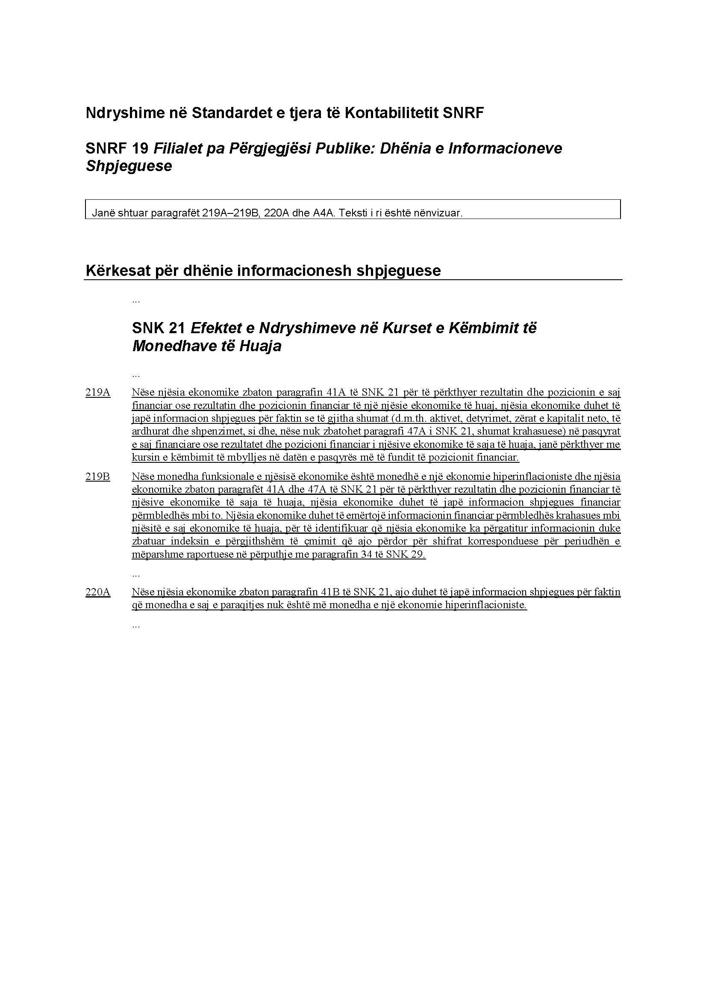 Ndryshime në Standardet e tjera të Kontabilitetit SNRF
SNRF 19 Filialet pa Përgjegjësi Publike: Dhënia e Informacioneve
Shpjeguese
Janë shtuar paragrafët 219A–219B, 220A dhe A4A. Teksti i ri është nënvizuar.
Kërkesat për dhënie informacionesh shpjeguese
...
SNK 21 Efektet e Ndryshimeve në Kurset e Këmbimit të
Monedhave të Huaja
...
219A Nëse njësia ekonomike zbaton paragrafin 41A të SNK 21 për të përkthyer rezultatin dhe pozicionin e saj
financiar ose rezultatin dhe pozicionin financiar të një njësie ekonomike të huaj, njësia ekonomike duhet të
japë informacion shpjegues për faktin se të gjitha shumat (d.m.th. aktivet, detyrimet, zërat e kapitalit neto, të
ardhurat dhe shpenzimet, si dhe, nëse nuk zbatohet paragrafi 47A i SNK 21, shumat krahasuese) në pasqyrat
e saj financiare ose rezultatet dhe pozicioni financiar i njësive ekonomike të saja të huaja, janë përkthyer me
kursin e këmbimit të mbylljes në datën e pasqyrës më të fundit të pozicionit financiar.
219B Nëse monedha funksionale e njësisë ekonomike është monedhë e një ekonomie hiperinflacioniste dhe njësia
ekonomike zbaton paragrafët 41A dhe 47A të SNK 21 për të përkthyer rezultatin dhe pozicionin financiar të
njësive ekonomike të saja të huaja, njësia ekonomike duhet të japë informacion shpjegues financiar
përmbledhës mbi to. Njësia ekonomike duhet të emërtojë informacionin financiar përmbledhës krahasues mbi
njësitë e saj ekonomike të huaja, për të identifikuar që njësia ekonomike ka përgatitur informacionin duke
zbatuar indeksin e përgjithshëm të çmimit që ajo përdor për shifrat korresponduese për periudhën e
mëparshme raportuese në përputhje me paragrafin 34 të SNK 29.
...
220A Nëse njësia ekonomike zbaton paragrafin 41B të SNK 21, ajo duhet të japë informacion shpjegues për faktin
që monedha e saj e paraqitjes nuk është më monedha e një ekonomie hiperinflacioniste.
...